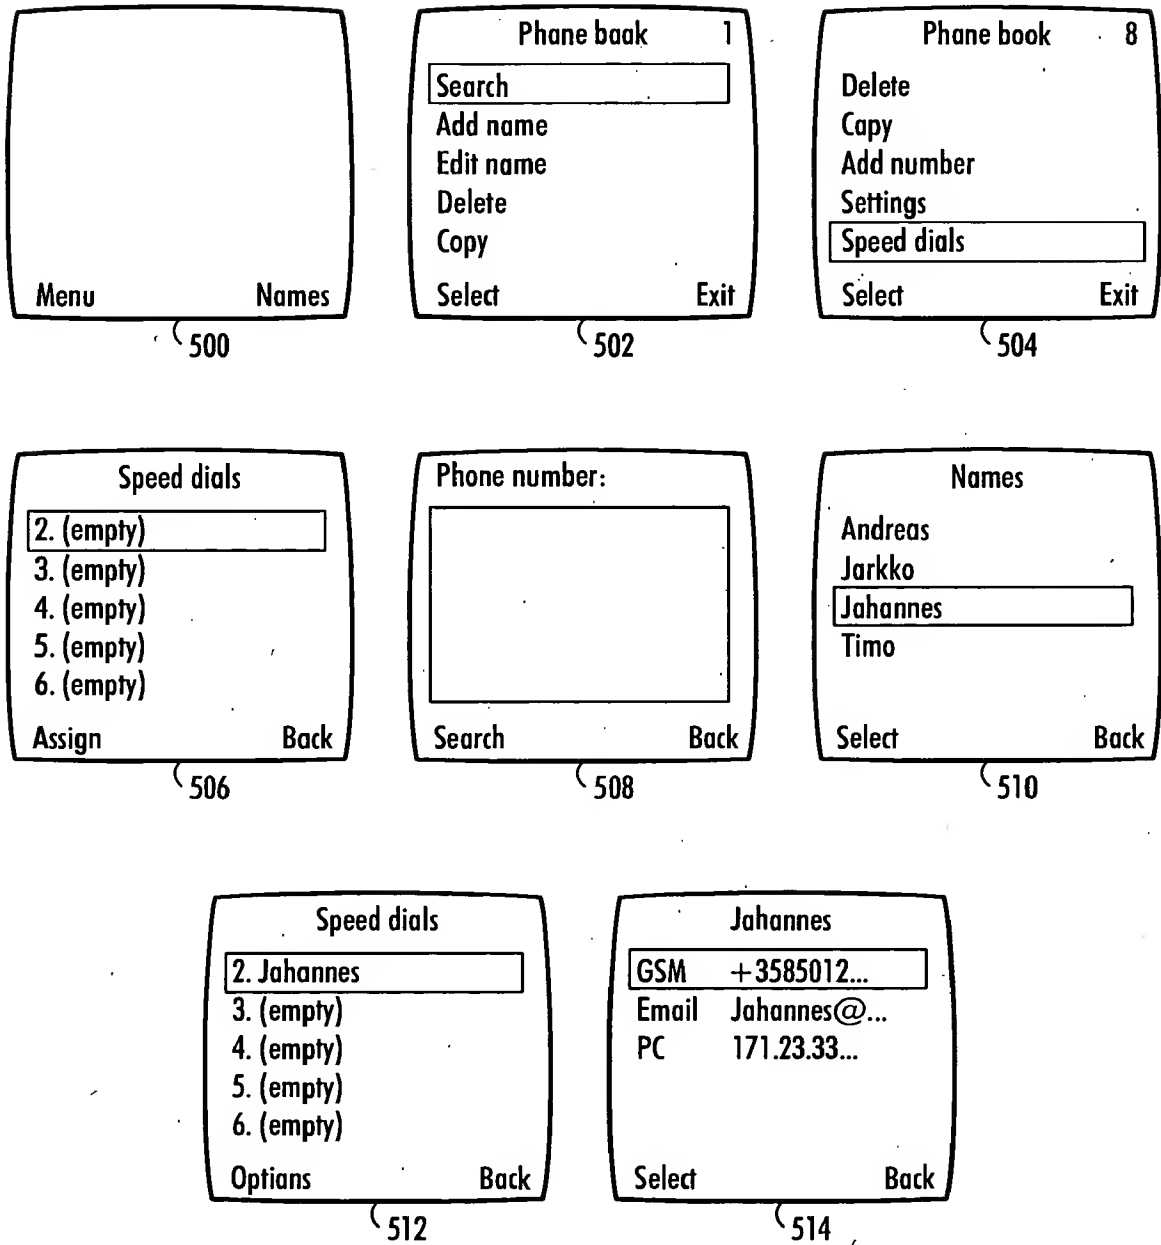 Menu Names
500
Phane baak 1
Search
Add name
Edit name
Delete
Copy
Select Exit
502
Phane book 8
Delete
Capy
Add number
Settings
Speed dials
Select Exit
504
Speed dials
2. (empty)
3. (empty)
4. (empty)
5. (empty)
6. (empty)
Assign Back
506
Phone number:
Search Back
508
Names
Andreas
Jarkko
Jahannes
Timo
Select Back
510
Speed dials
2. Jahannes
3. (empty)
4. (empty)
5. (empty)
6. (empty)
Optians Back
512
Jahannes
GSM +3585012...
Email Jahannes@...
PC 171.23.33...
Select Back
514